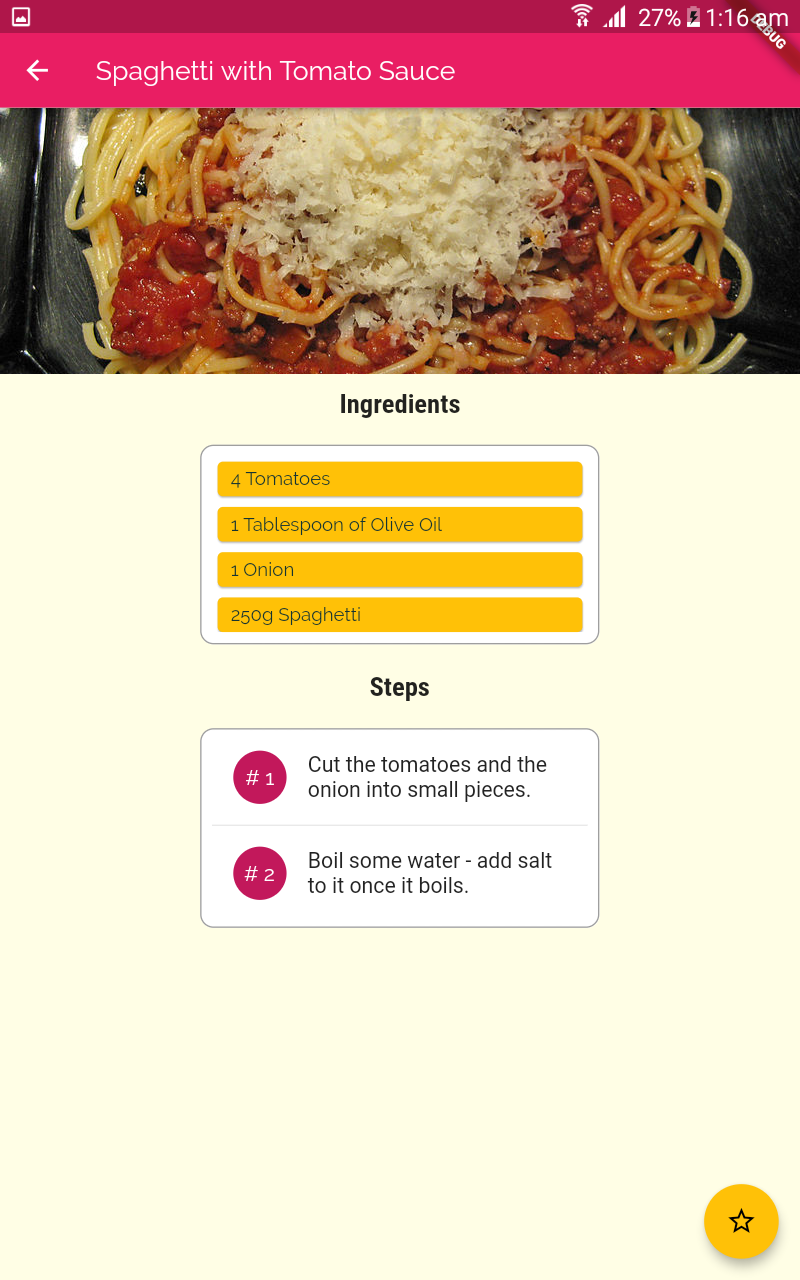 27% 1:16 am
DEBUG
Spaghetti with Tomato Sauce
Ingredients
4 Tomatoes
1 Tablespoon of Olive Oil
1 Onion
250g Spaghetti
Steps
# 1
Cut the tomatoes and the
onion into small pieces.
# 2
Boil some water - add salt
to it once it boils.